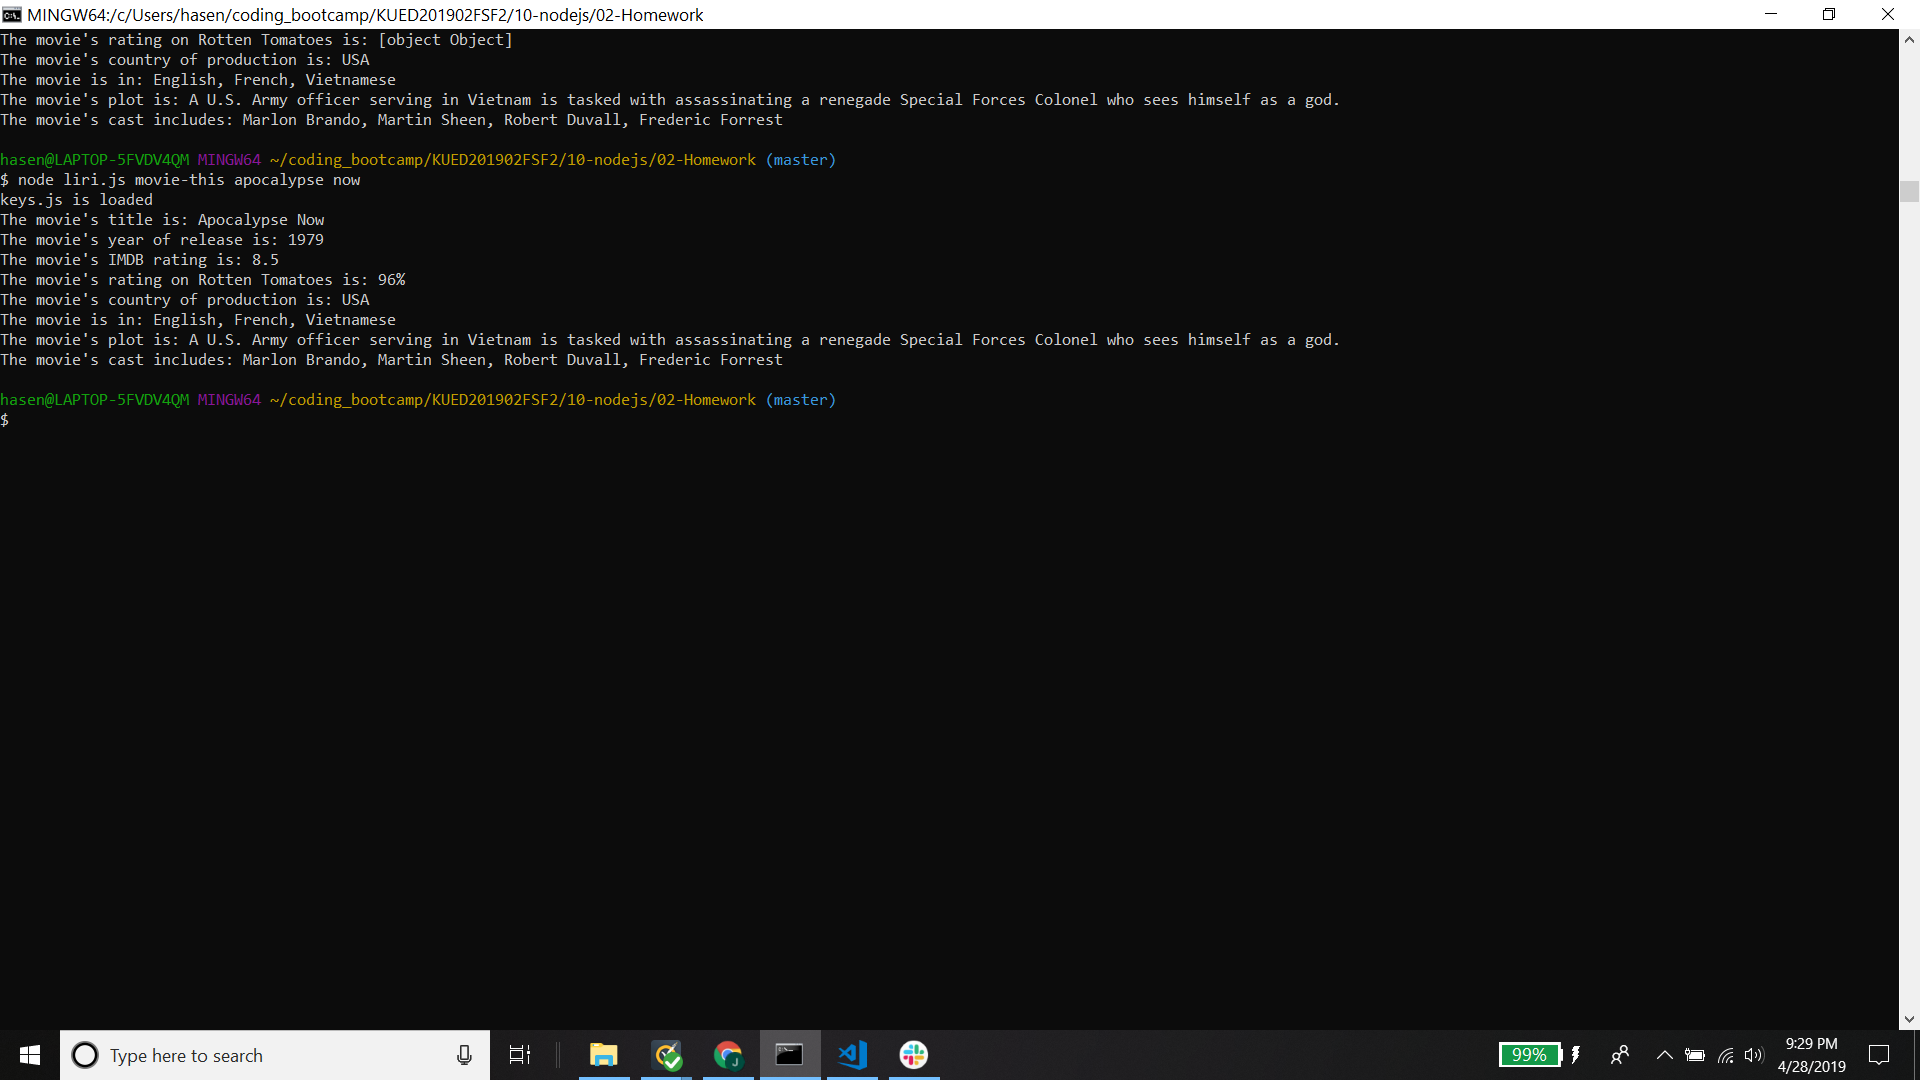 MINGW64:/c/Users/hasen/coding_bootcamp/KUED201902FSF2/10-nodejs/02-Homework
The movie's rating on Rotten Tomatoes is: [object Object]
The movie's country of production is: USA
The movie is in: English, French, Vietnamese
The movie's plot is: A U.S. Army officer serving in Vietnam is tasked with assassinating a renegade Special Forces Colonel who sees himself as a god.
The movie's cast includes: Marlon Brando, Martin Sheen, Robert Duvall, Frederic Forrest
hasen@LAPTOP-5FVDV4QM MINGW64 ~/coding_bootcamp/KUED201902FSF2/10-nodejs/02-Homework (master)
$ node liri.js movie-this apocalypse now
keys.js is loaded
The movie's title is: Apocalypse Now
The movie's year of release is: 1979
The movie's IMDB rating is: 8.5
The movie's rating on Rotten Tomatoes is: 96%
The movie's country of production is: USA
The movie is in: English, French, Vietnamese
The movie's plot is: A U.S. Army officer serving in Vietnam is tasked with assassinating a renegade Special Forces Colonel who sees himself as a god.
The movie's cast includes: Marlon Brando, Martin Sheen, Robert Duvall, Frederic Forrest
hasen@LAPTOP-5FVDV4QM MINGW64 ~/coding_bootcamp/KUED201902FSF2/10-nodejs/02-Homework (master)
$
Type here to search
99%
9:29 PM
4/28/2019